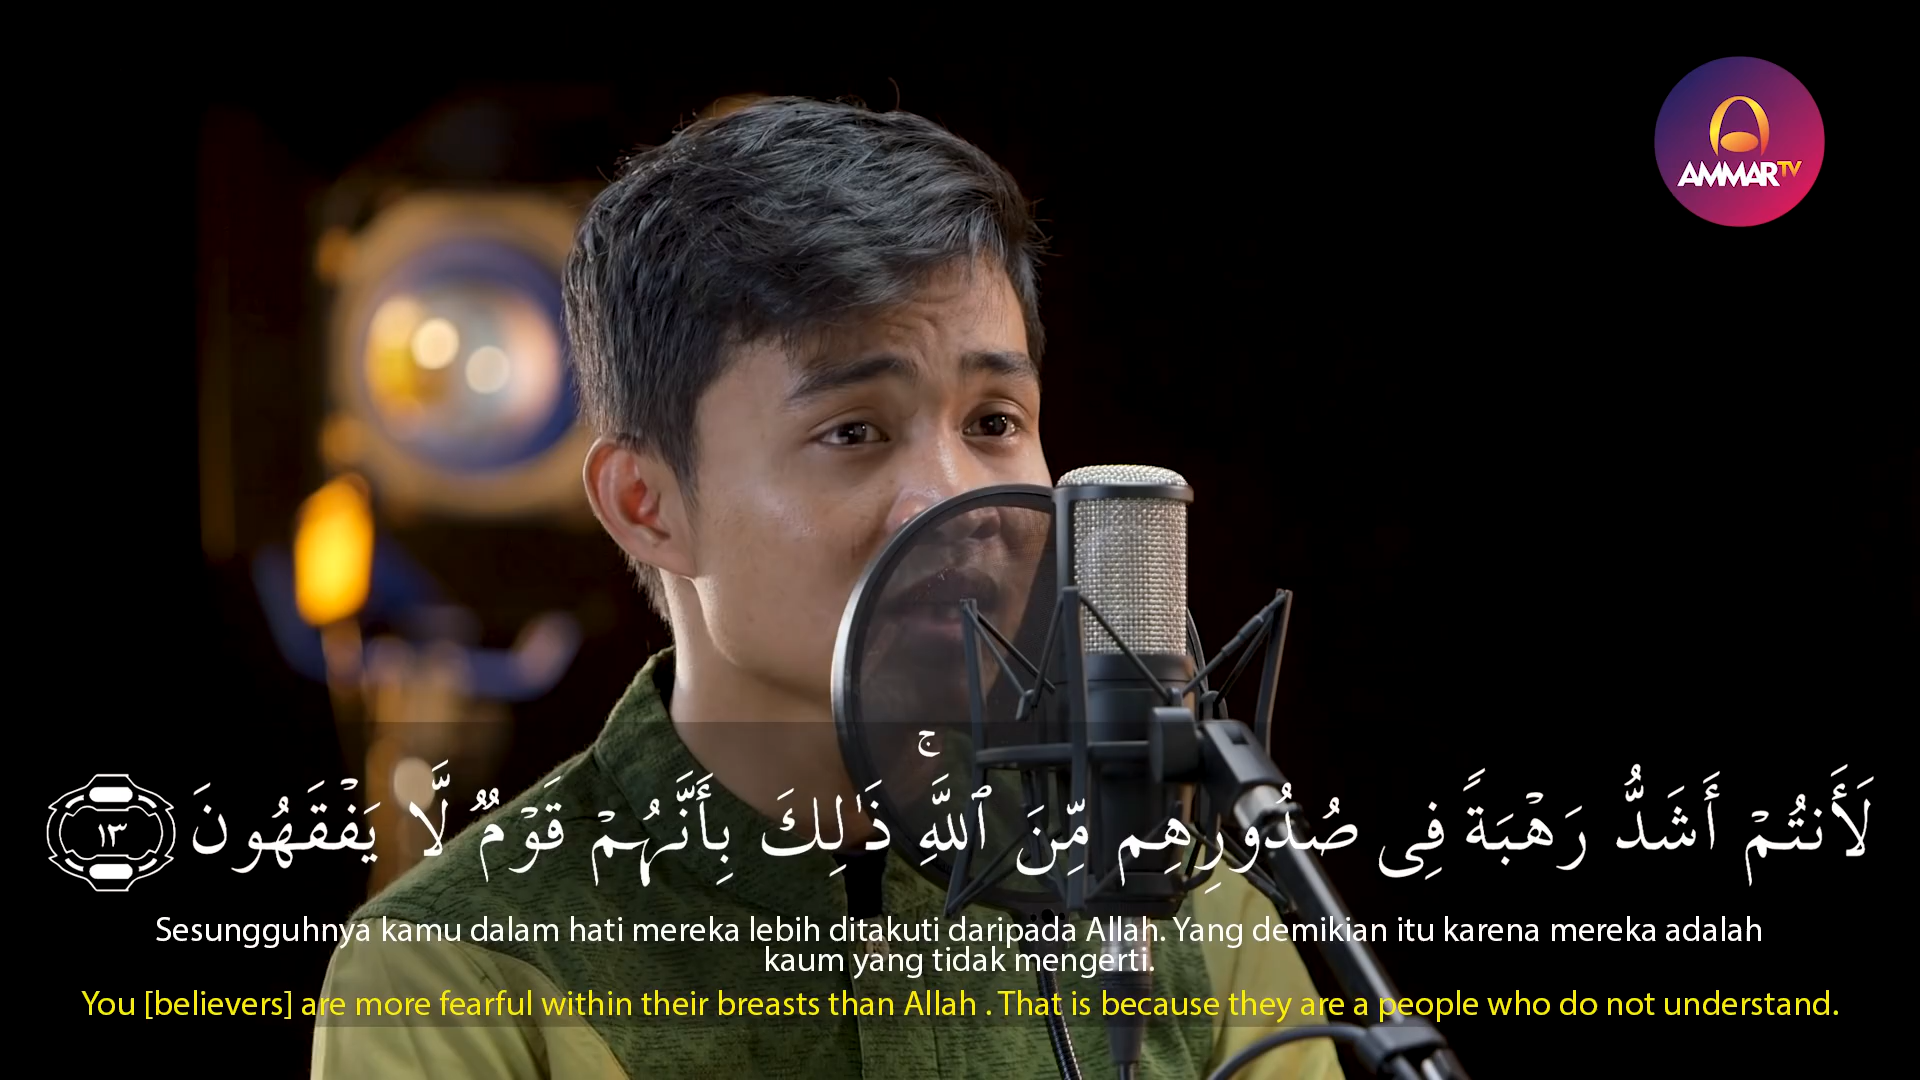 AMMARTV
لَأَنتُمْ أَشَدُّ رَهْبَةً فِى صُدُورِهِم مِّنَ ٱللَّهِ ۚ ذَٰلِكَ بِأَنَّهُمْ قَوْمٌ لَّا يَفْقَهُونَ ١٣
Sesungguhnya kamu dalam hati mereka lebih ditakuti daripada Allah. Yang demikian itu karena mereka adalah
kaum yang tidak mengerti.
You [believers] are more fearful within their breasts than Allah . That is because they are a people who do not understand.